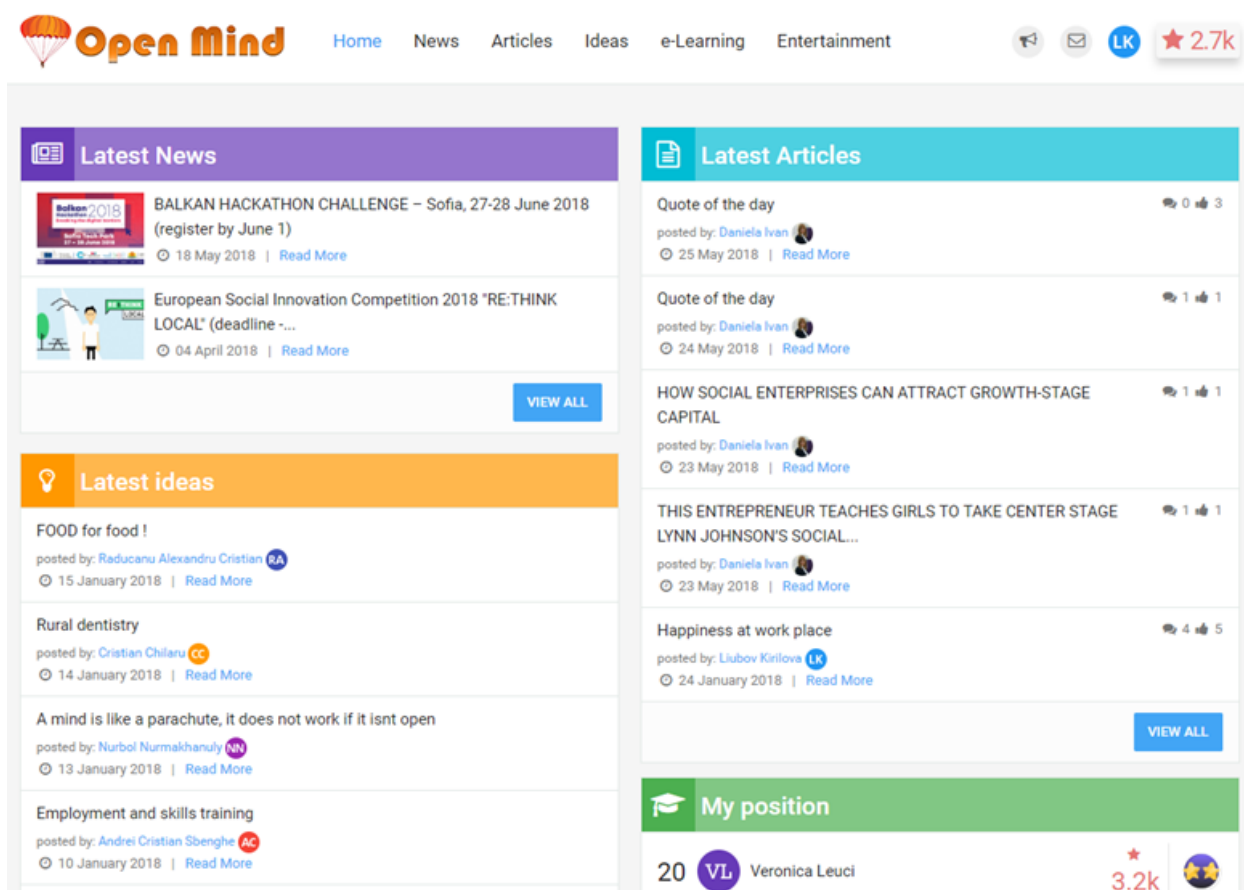 Open Mind
Home News Articles Ideas e-Learning Entertainment
LK
2.7k
Latest News
Balkan 2018
BALKAN HACKATHON CHALLENGE – Sofia, 27-28 June 2018
(register by June 1)
18 May 2018 | Read More
RE:THINK
LOCAL
European Social Innovation Competition 2018 "RE:THINK
LOCAL" (deadline -...
04 April 2018 | Read More
VIEW ALL
Latest ideas
FOOD for food !
posted by: Raducanu Alexandru Cristian RA
15 January 2018 | Read More
Rural dentistry
posted by: Cristian Chilaru CC
14 January 2018 | Read More
A mind is like a parachute, it does not work if it isnt open
posted by: Nurbol Nurmakhanuly NN
13 January 2018 | Read More
Employment and skills training
posted by: Andrei Cristian Sbenghe AC
10 January 2018 | Read More
Latest Articles
Quote of the day 0 3
posted by: Daniela Ivan
25 May 2018 | Read More
Quote of the day 1 1
posted by: Daniela Ivan
24 May 2018 | Read More
HOW SOCIAL ENTERPRISES CAN ATTRACT GROWTH-STAGE 1 1
CAPITAL
posted by: Daniela Ivan
23 May 2018 | Read More
THIS ENTREPRENEUR TEACHES GIRLS TO TAKE CENTER STAGE 1 1
LYNN JOHNSON'S SOCIAL...
posted by: Daniela Ivan
23 May 2018 | Read More
Happiness at work place 4 5
posted by: Liubov Kirilova LK
24 January 2018 | Read More
VIEW ALL
My position
20 VL Veronica Leuci 3.2k